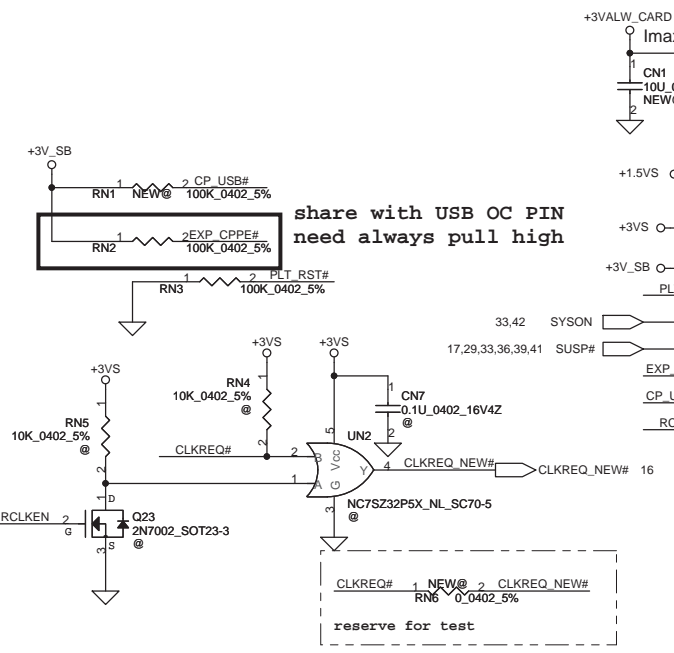 +3VALW_CARD
Ima
1
CN1
10U_0
NEW@
2
+3V_SB
1 2 CP_USB#
RN1 NEW@ 100K_0402_5%
1 2 EXP_CPPE#
RN2 100K_0402_5%
share with USB OC PIN
need always pull high
1 2 PLT_RST#
RN3 100K_0402_5%
+1.5VS
+3VS
+3V_SB
PL
33,42 SYSON
17,29,33,36,39,41 SUSP#
EXP_
CP_U
RC
+3VS
+3VS
+3VS
RN4
10K_0402_5%
@
1
2
1
CN7
0.1U_0402_16V4Z
@
2
RN5
10K_0402_5%
@
1
2
CLKREQ#
2
1
5
UN2
B
A
Vcc
G
Y
4
3
CLKREQ_NEW#
CLKREQ_NEW# 16
NC7SZ32P5X_NL_SC70-5
@
RCLKEN 2
G
1
D
3
S
Q23
2N7002_SOT23-3
@
CLKREQ# 1 NEW@ 2 CLKREQ_NEW#
RN6 0_0402_5%
reserve for test